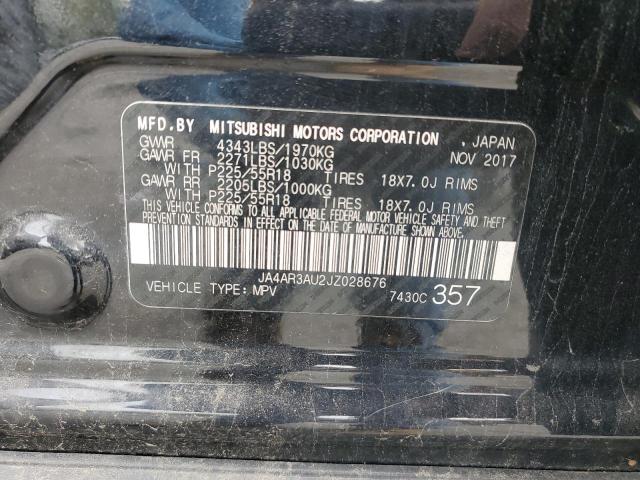 MFD.BY MITSUBISHI MOTORS CORPORATION , JAPAN
GVWR 4343LBS/1970KG NOV 2017
GAWR FR 2271LBS/1030KG
WITH P225/55R18 TIRES 18X7.0J RIMS
GAWR RR 2205LBS/1000KG
WITH P225/55R18 TIRES 18X7.0J RIMS
THIS VEHICLE CONFORMS TO ALL APPLICABLE FEDERAL MOTOR VEHICLE SAFETY AND THEFT
PREVENTION STANDARDS IN EFFECT ON THE DATE OF MANUFACTURE SHOWN ABOVE.
JA4AR3AU2JZ028676
VEHICLE TYPE: MPV 7430C 357